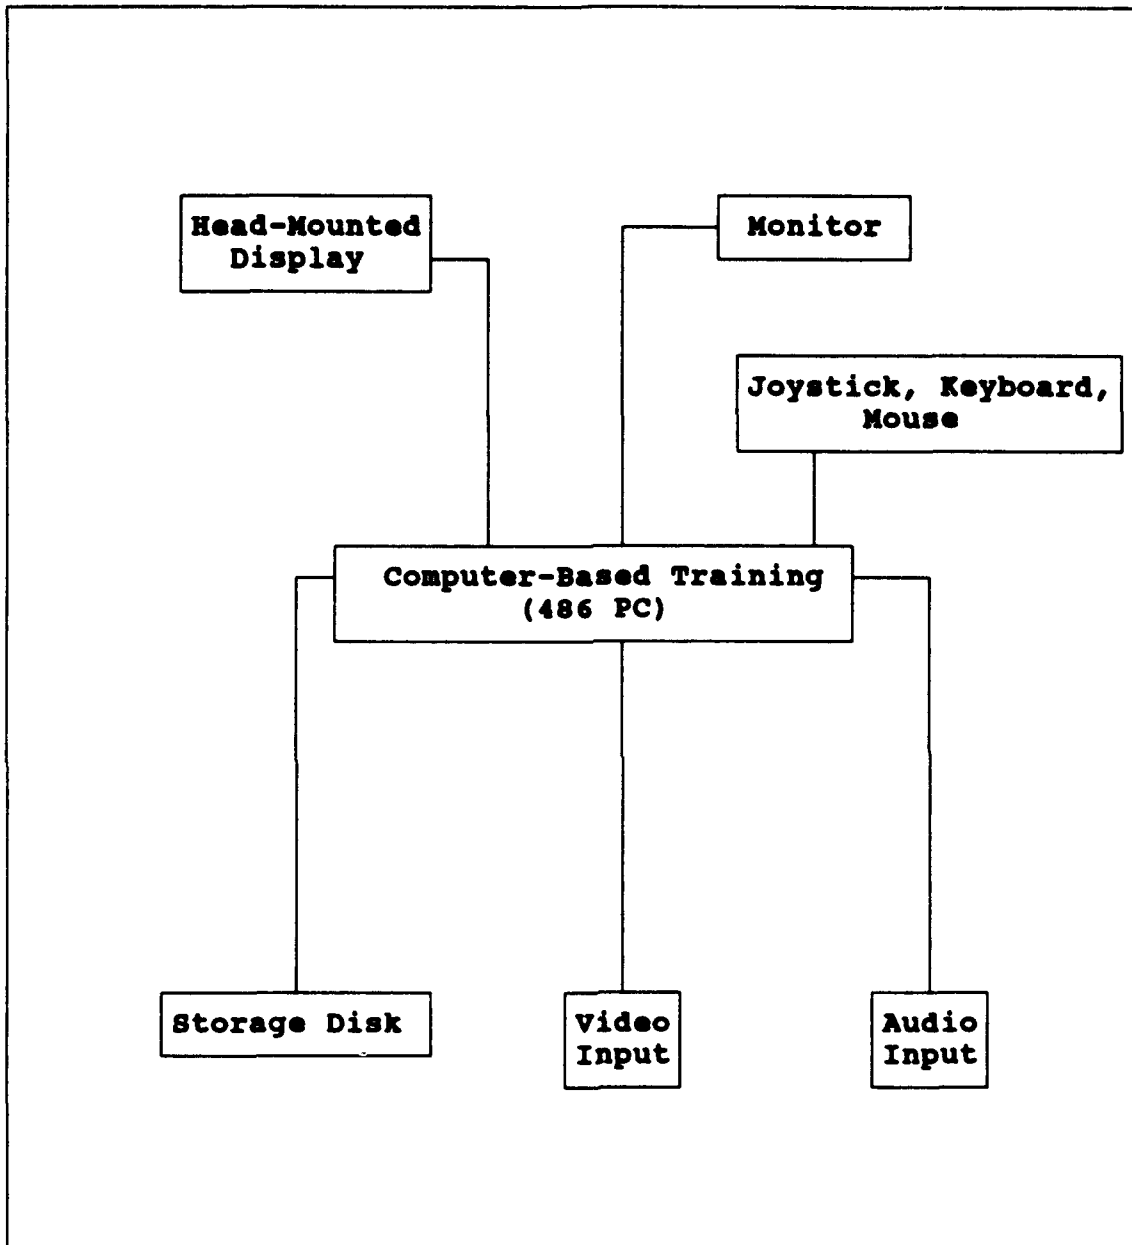 Head-Mounted
Display
Monitor
Joystick, Keyboard,
Mouse
Computer-Based Training
(486 PC)
Storage Disk
Video
Input
Audio
Input